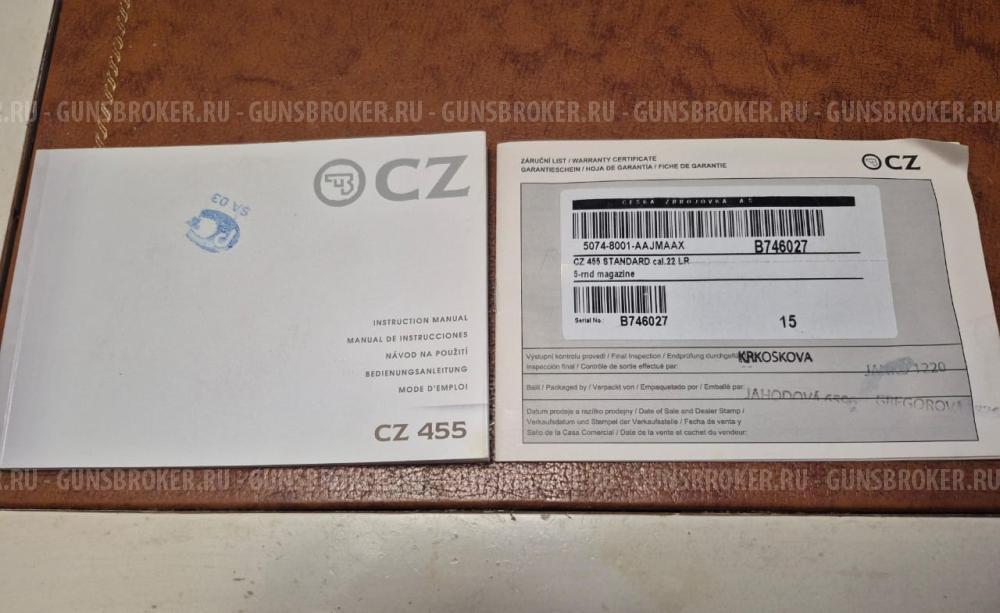 GUNSBROKER.RU - GUNSBROKER.RU - GUNSBROKER.RU - GUNSBROKER.RU - GUNSBROKER.RU
CZ
SA 03
INSTRUCTION MANUAL
MANUAL DE INSTRUCCIONES
NÁVOD NA POUŽITÍ
BEDIENUNGSANLEITUNG
MODE D'EMPLOI
CZ 455
ZÁRUČNÍ LIST / WARRANTY CERTIFICATE
GARANTIESCHEIN / HOJA DE GARANTÍA / FICHE DE GARANTIE
CZ
ČESKÁ ZBROJOVKA A.S
5074-8001-AAJMAAX B746027
CZ 455 STANDARD cal.22 LR
5-rnd magazine
Serial No.: B746027 15
Výstupní kontrolu provedl / Final Inspection / Endprüfung KRKOSKOVA
Inspección final / Contrôle de sortie effectué par: 1220
Balil / Packaged by / Verpackt von / Empaquetado por / Emballé par: JAHODOVÁ GREGOROVÁ
Datum prodeje a razítko prodejny / Date of Sale and Dealer Stamp /
Verkaufsdatum und Stempel der Verkaufsstelle / Fecha de venta y
Sello de la Casa Comercial / Date de la vente et cachet du vendeur:
GUNSBROKER.RU - GUNSBROKER.RU - GUNSBROKER.RU - GUNSBROKER.RU - GUNSBROKER.RU